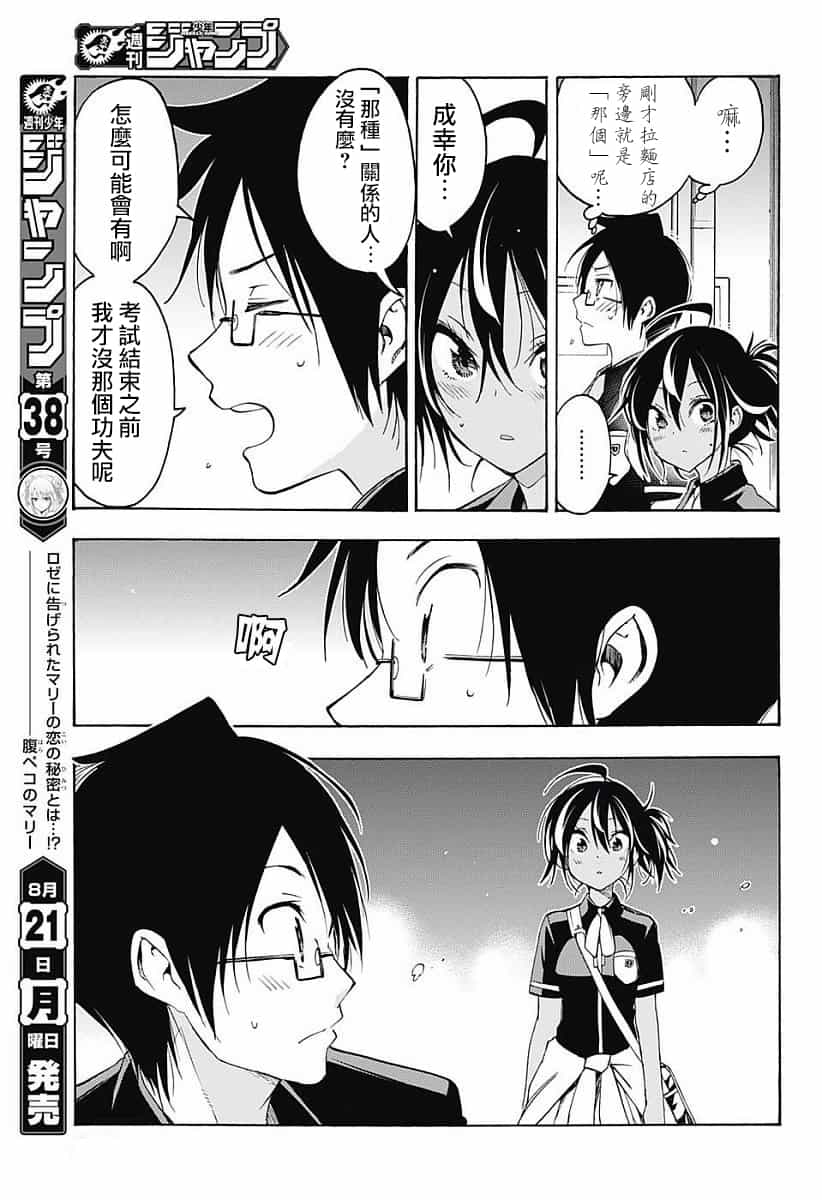 週刊
少年
ジャンプ
嘛…
剛才拉麵店的
旁邊就是
「那個」呢…
………
成幸你…
「那種」關係的人…
沒有麼?
怎麼可能會有啊
考試結束之前
我才沒那個功夫呢
啊
週刊少年
ジャンプ
第
38
号
ロゼに告げられたマリーの恋の秘密とは…!?
腹ペコのマリー
8月
21
日
月
曜日
発売